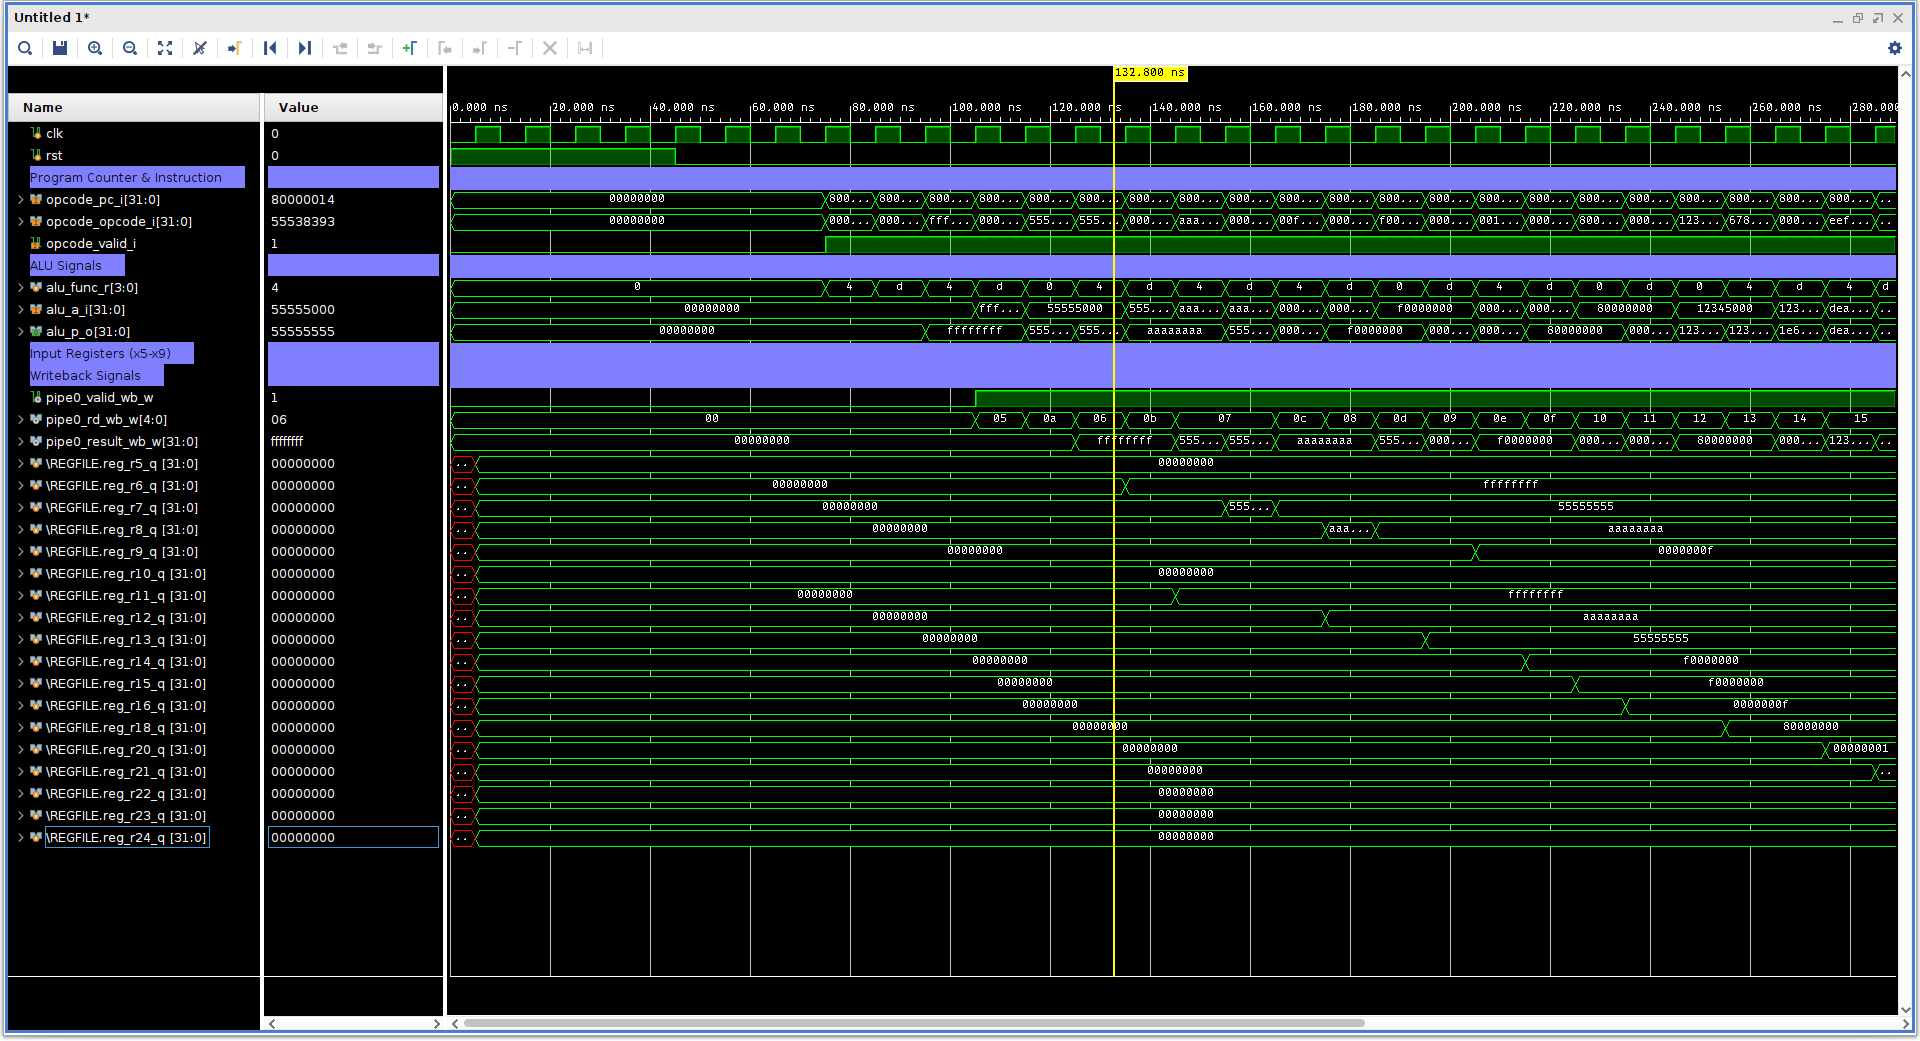 Untitled 1*
132.800 ns
Name Value
0.000 ns 20.000 ns 40.000 ns 60.000 ns 80.000 ns 100.000 ns 120.000 ns 140.000 ns 160.000 ns 180.000 ns 200.000 ns 220.000 ns 240.000 ns 260.000 ns 280.000
clk 0
rst 0
Program Counter & Instruction
opcode_pc_i[31:0] 80000014 00000000 800... 800... 800... 800... 800... 800... 800... 800... 800... 800... 800... 800... 800... 800... 800... 800... 800... 800... 800... 800... 800... ..
opcode_opcode_i[31:0] 55538393 00000000 000... 000... fff... 000... 555... 555... 000... aaa... 000... 00f... 000... f00... 000... 001... 000... 800... 000... 123... 678... 000... eef... ..
opcode_valid_i 1
ALU Signals
alu_func_r[3:0] 4 0 4 d 4 d 0 4 d 4 d 4 d 0 d 4 d 0 d 0 4 d 4 d
alu_a_i[31:0] 55555000 00000000 fff... 55555000 555... aaa... aaa... 000... 000... f0000000 000... 000... 80000000 12345000 123... dea... ..
alu_p_o[31:0] 55555555 00000000 ffffffff 555... 555... aaaaaaaa 555... 000... f0000000 000... 000... 80000000 000... 123... 123... 1e6... dea... ..
Input Registers (x5-x9)
Writeback Signals
pipe0_valid_wb_w 1
pipe0_rd_wb_w[4:0] 06 00 05 0a 06 0b 07 0c 08 0d 09 0e 0f 10 11 12 13 14 15
pipe0_result_wb_w[31:0] ffffffff 00000000 ffffffff 555... 555... aaaaaaaa 555... 000... f0000000 000... 000... 80000000 000... 123... ..
\REGFILE.reg_r5_q [31:0] 00000000 .. 00000000
\REGFILE.reg_r6_q [31:0] 00000000 .. 00000000 ffffffff
\REGFILE.reg_r7_q [31:0] 00000000 .. 00000000 555... 55555555
\REGFILE.reg_r8_q [31:0] 00000000 .. 00000000 aaa... aaaaaaaa
\REGFILE.reg_r9_q [31:0] 00000000 .. 00000000 0000000f
\REGFILE.reg_r10_q [31:0] 00000000 .. 00000000
\REGFILE.reg_r11_q [31:0] 00000000 .. 00000000 ffffffff
\REGFILE.reg_r12_q [31:0] 00000000 .. 00000000 aaaaaaaa
\REGFILE.reg_r13_q [31:0] 00000000 .. 00000000 55555555
\REGFILE.reg_r14_q [31:0] 00000000 .. 00000000 f0000000
\REGFILE.reg_r15_q [31:0] 00000000 .. 00000000 f0000000
\REGFILE.reg_r16_q [31:0] 00000000 .. 00000000 0000000f
\REGFILE.reg_r18_q [31:0] 00000000 .. 00000000 80000000
\REGFILE.reg_r20_q [31:0] 00000000 .. 00000000 00000001
\REGFILE.reg_r21_q [31:0] 00000000 .. 00000000 ..
\REGFILE.reg_r22_q [31:0] 00000000 .. 00000000
\REGFILE.reg_r23_q [31:0] 00000000 .. 00000000
\REGFILE.reg_r24_q [31:0] 00000000 .. 00000000